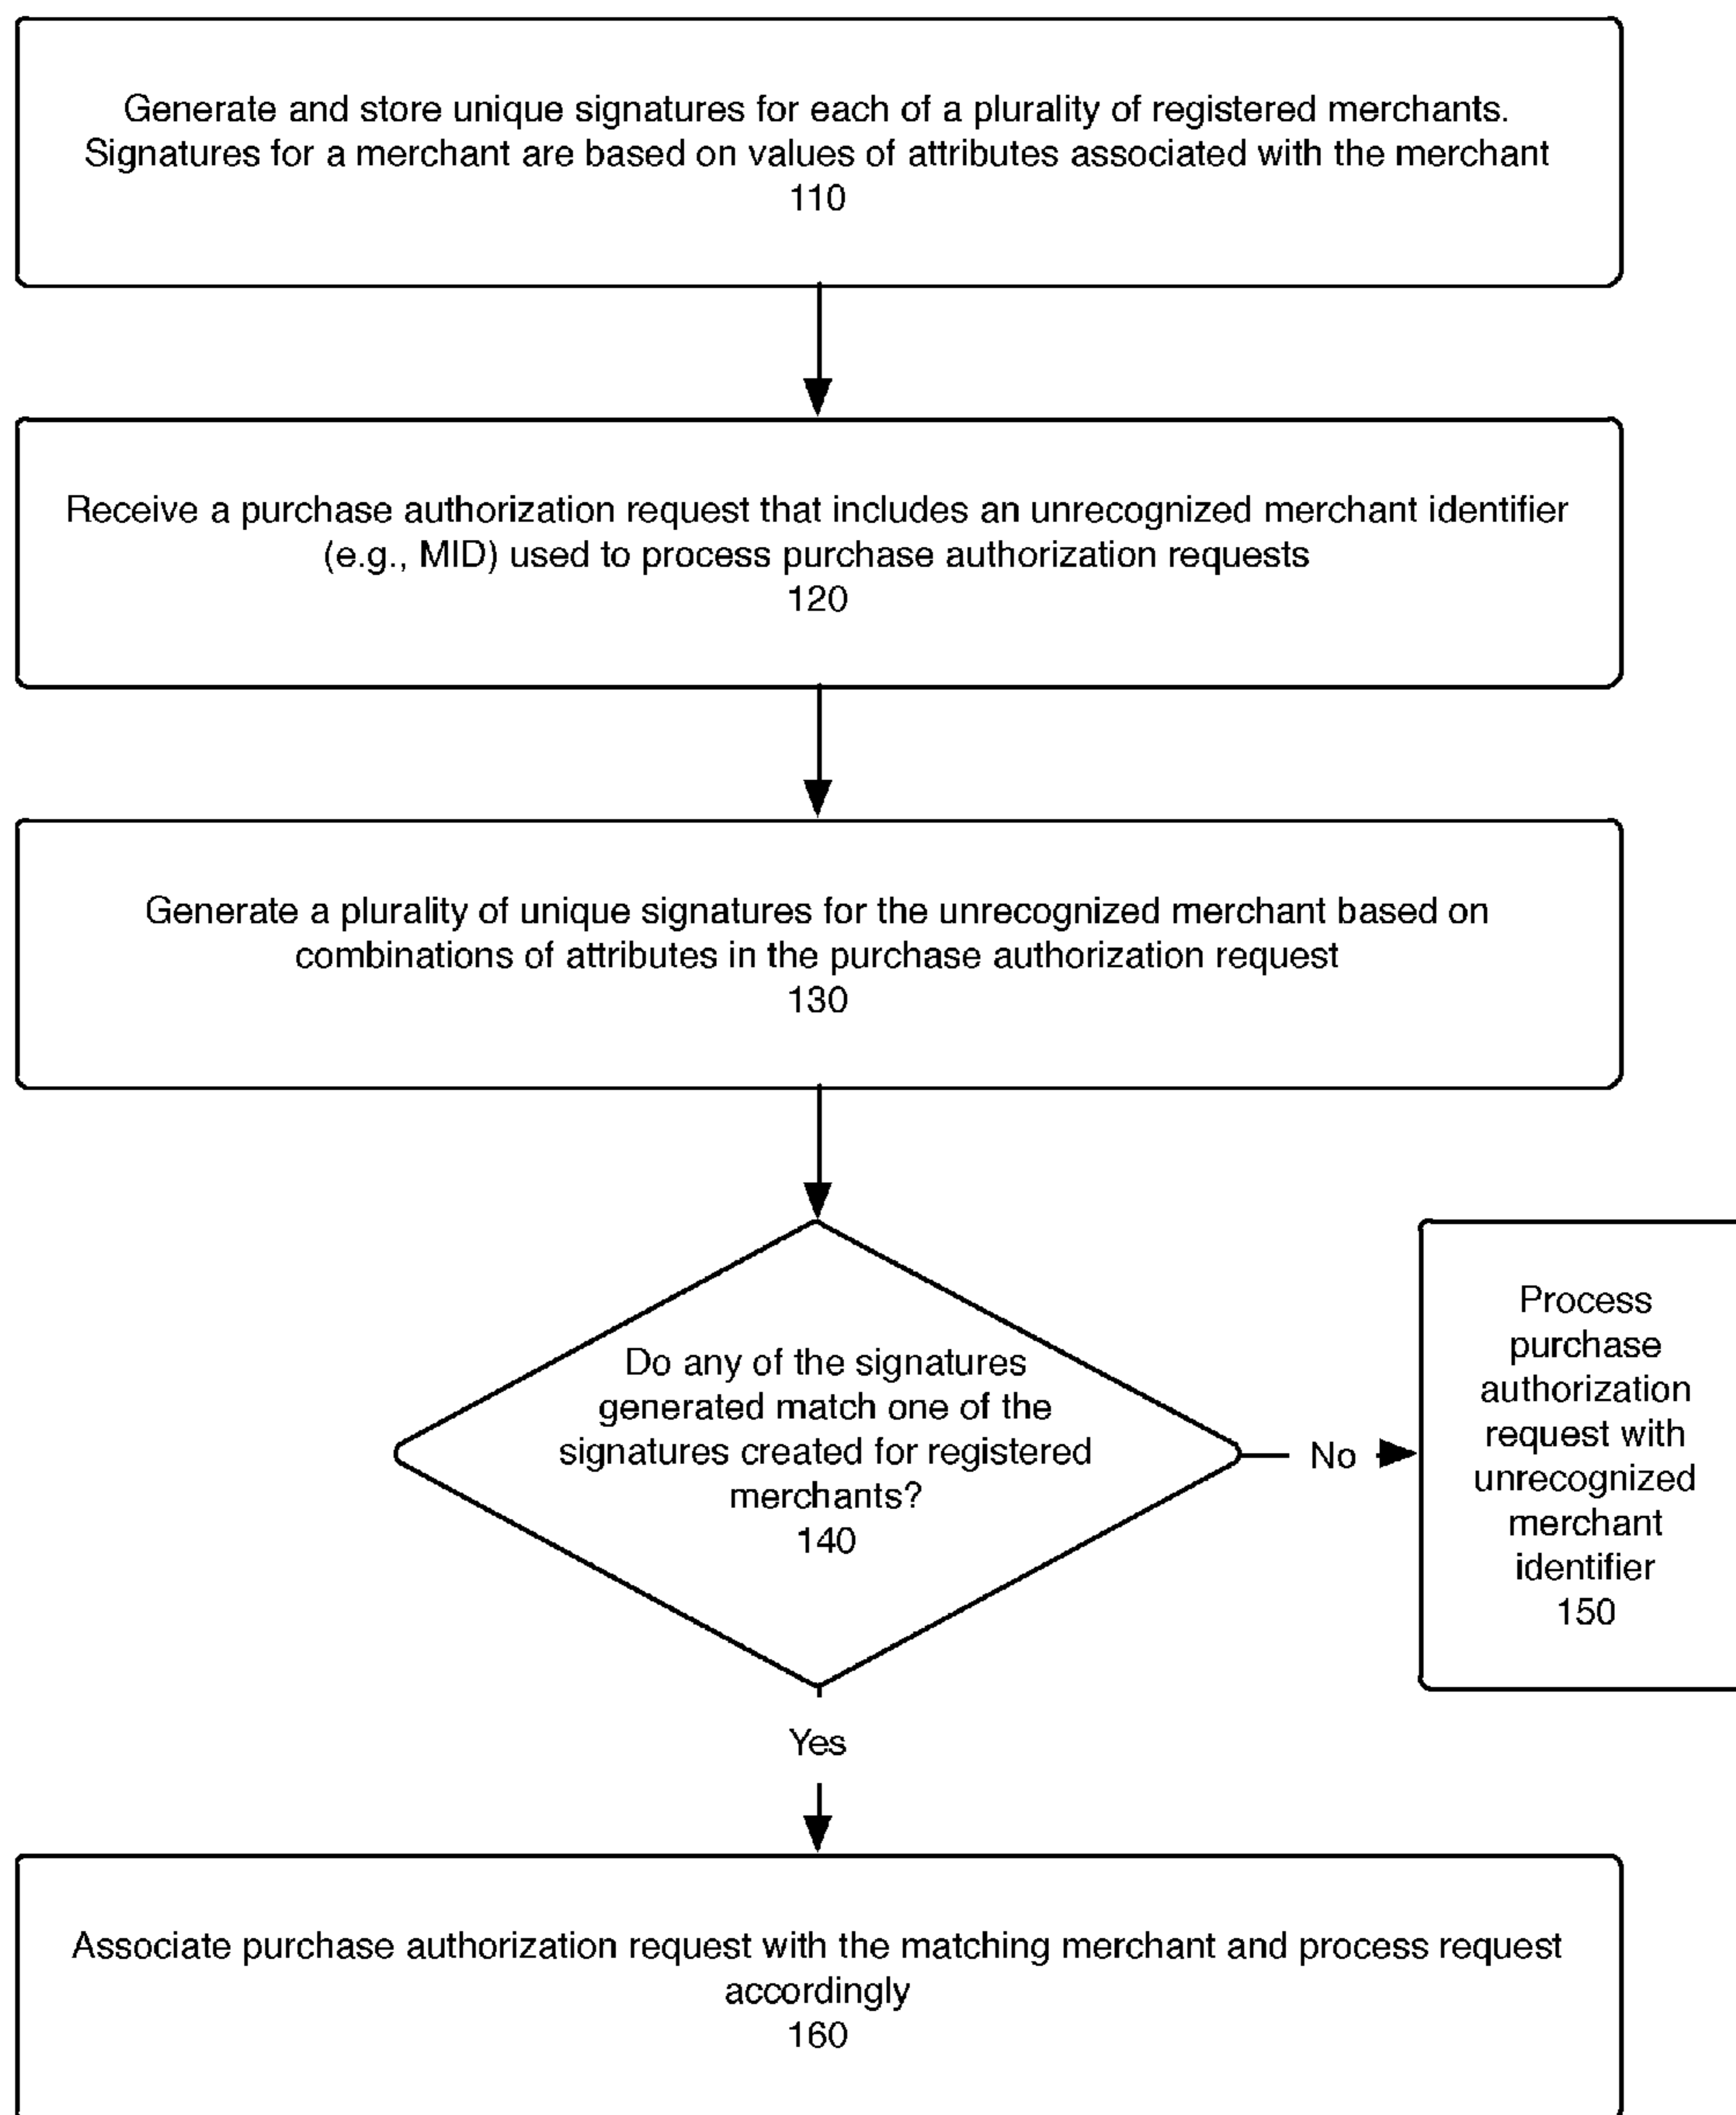 Generate and store unique signatures for each of a plurality of registered merchants.
Signatures for a merchant are based on values of attributes associated with the merchant
110
Receive a purchase authorization request that includes an unrecognized merchant identifier
(e.g., MID) used to process purchase authorization requests
120
Generate a plurality of unique signatures for the unrecognized merchant based on
combinations of attributes in the purchase authorization request
130
Do any of the signatures
generated match one of the
signatures created for registered
merchants?
140
No
Process
purchase
authorization
request with
unrecognized
merchant
identifier
150
Yes
Associate purchase authorization request with the matching merchant and process request
accordingly
160